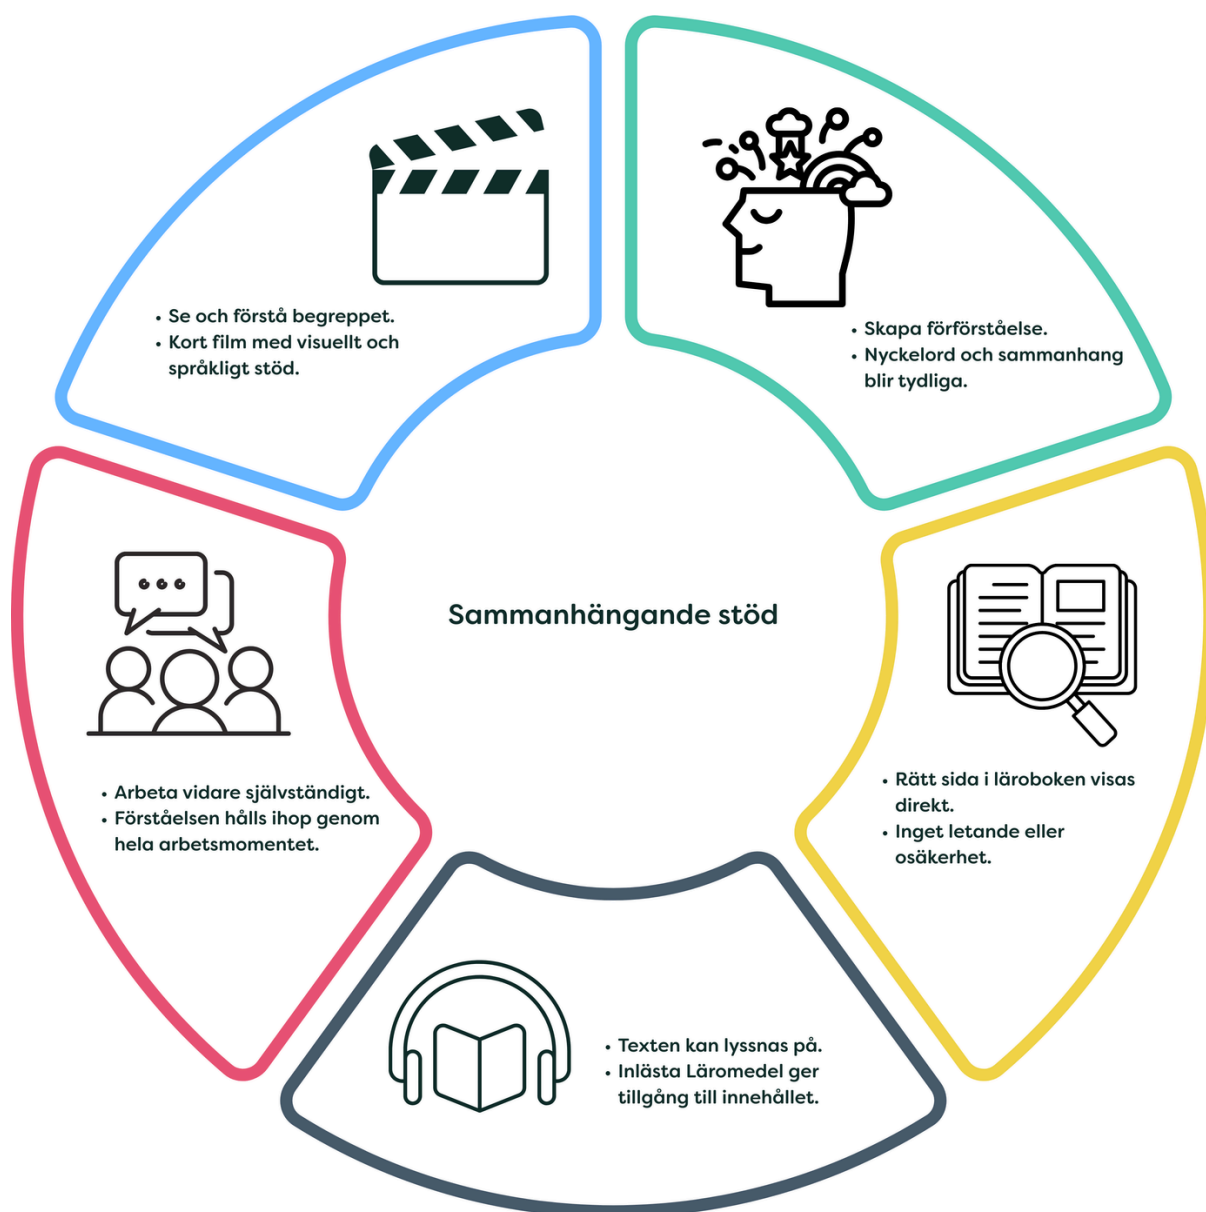 • Se och förstå begreppet.
• Kort film med visuellt och
språkligt stöd.
• Skapa förförståelse.
• Nyckelord och sammanhang
blir tydliga.
Sammanhängande stöd
• Arbeta vidare självständigt.
• Förståelsen hålls ihop genom
hela arbetsmomentet.
• Rätt sida i läroboken visas
direkt.
• Inget letande eller
osäkerhet.
• Texten kan lyssnas på.
• Inlästa Läromedel ger
tillgång till innehållet.